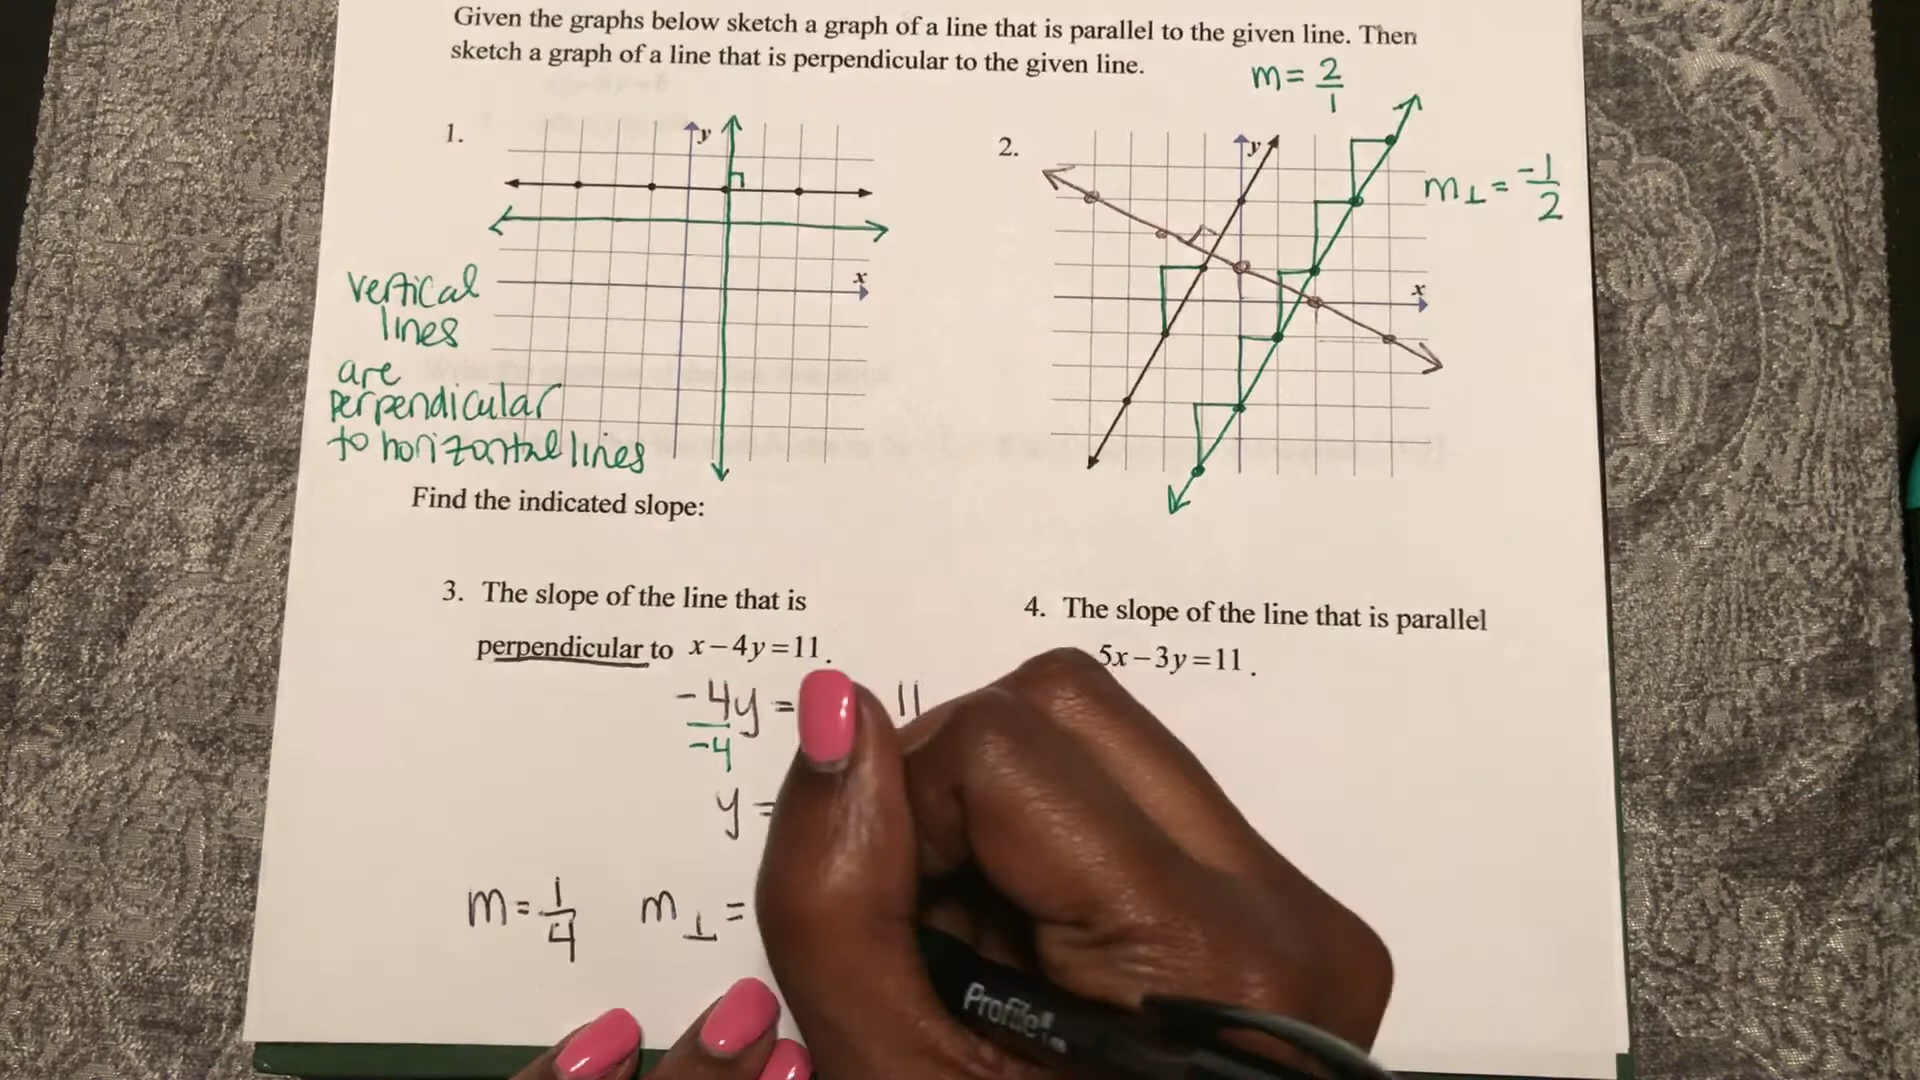 Given the graphs below sketch a graph of a line that is parallel to the given line. Then
sketch a graph of a line that is perpendicular to the given line.
m = 2/1
1.
y
x
vertical
lines
are
perpendicular
to horizontal lines
2.
y
x
m⊥ = -1/2
Find the indicated slope:
3. The slope of the line that is
perpendicular to x-4y=11.
-4y = 11
-4
y =
m = 1/4 m⊥ =
4. The slope of the line that is parallel
5x-3y=11.
Profile